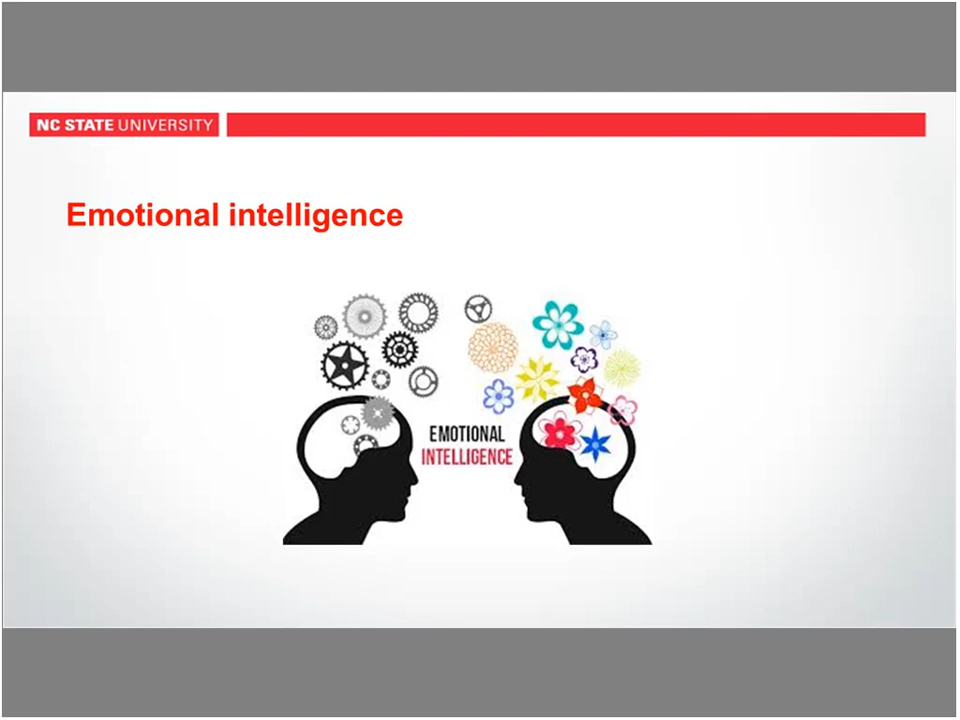 NC STATE UNIVERSITY
Emotional intelligence
EMOTIONAL
INTELLIGENCE